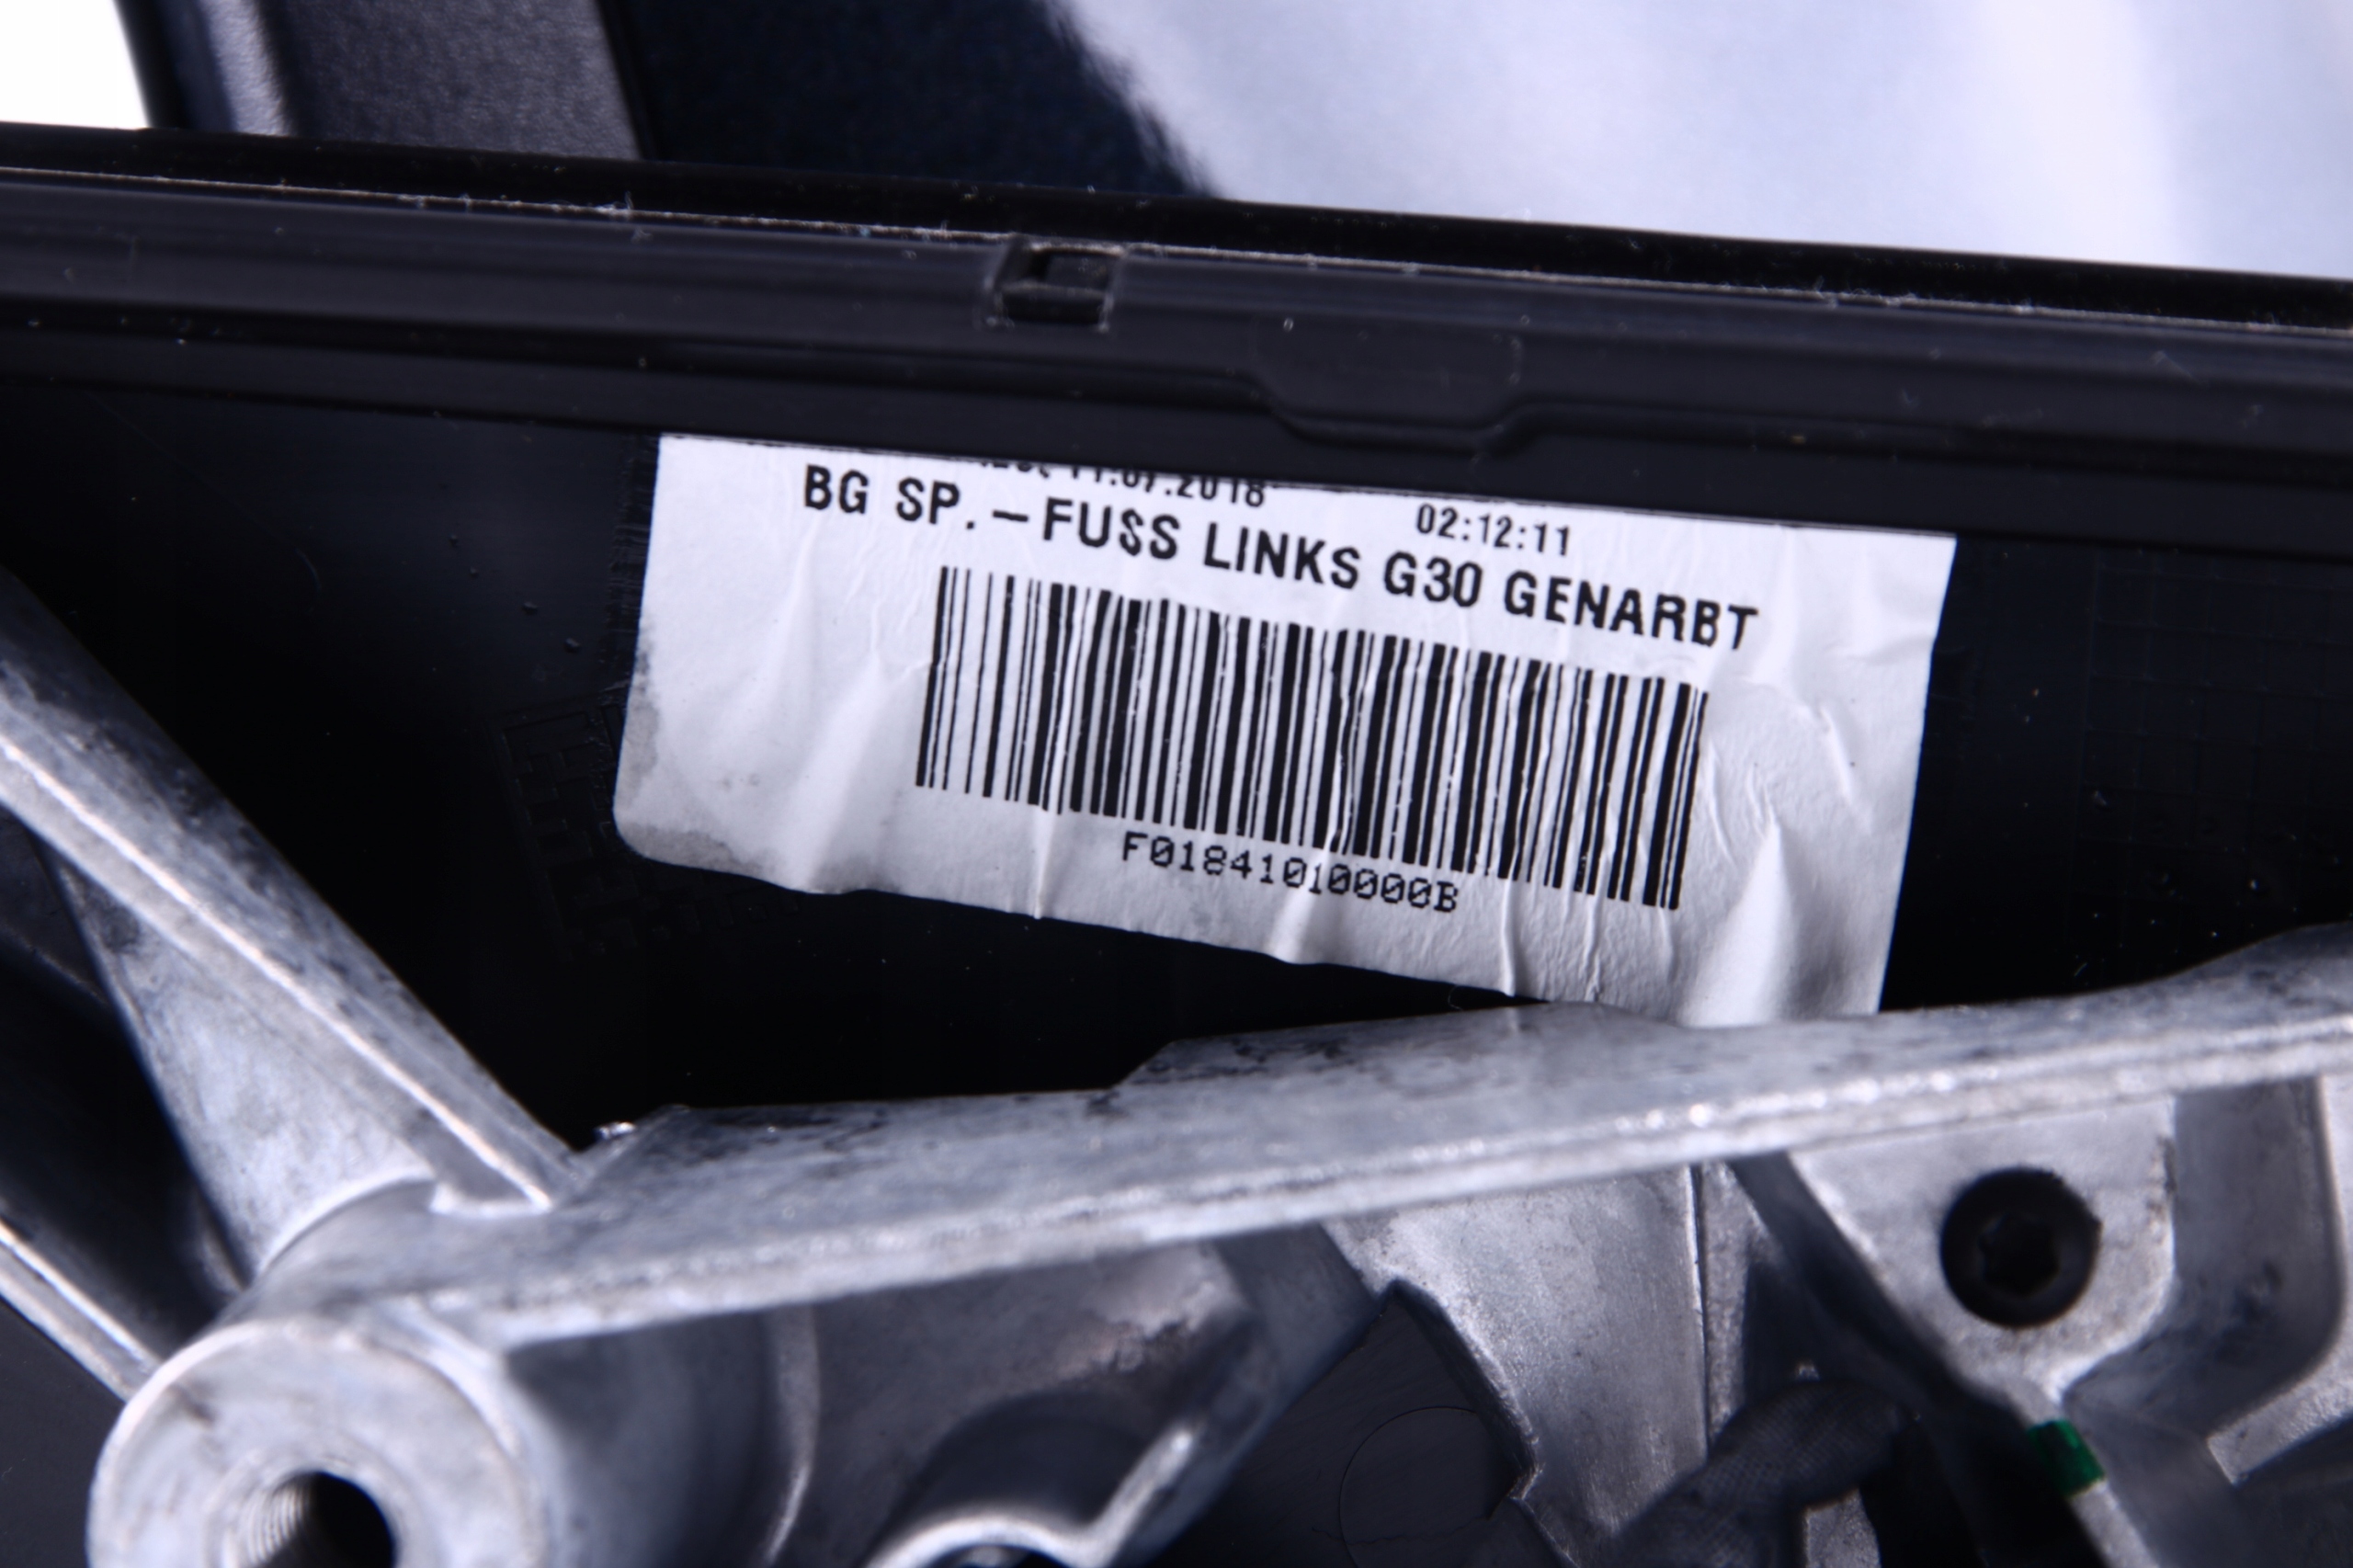 11.07.2018 02:12:11
BG SP.-FUSS LINKS G30 GENARBT
F01841010000B